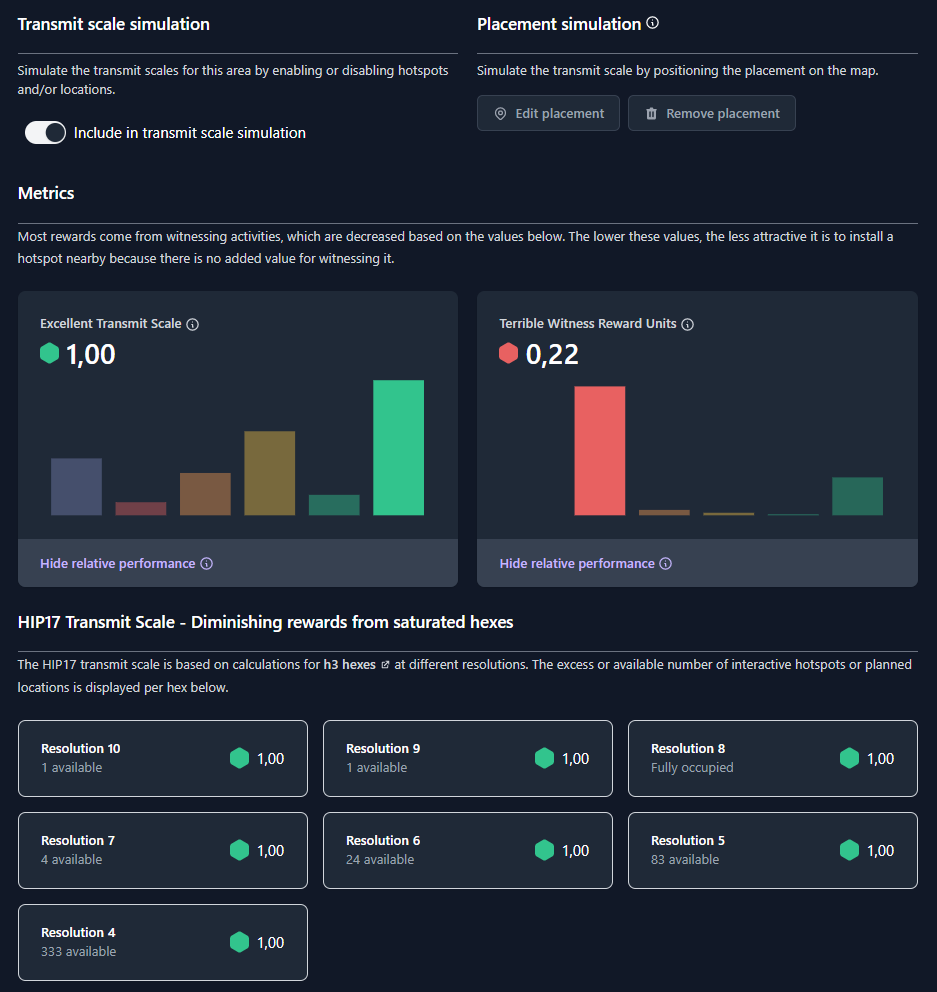 Transmit scale simulation
Simulate the transmit scales for this area by enabling or disabling hotspots
and/or locations.
Include in transmit scale simulation
Placement simulation
Simulate the transmit scale by positioning the placement on the map.
Edit placement
Remove placement
Metrics
Most rewards come from witnessing activities, which are decreased based on the values below. The lower these values, the less attractive it is to install a
hotspot nearby because there is no added value for witnessing it.
Excellent Transmit Scale
1,00
Hide relative performance
Terrible Witness Reward Units
0,22
Hide relative performance
HIP17 Transmit Scale - Diminishing rewards from saturated hexes
The HIP17 transmit scale is based on calculations for h3 hexes at different resolutions. The excess or available number of interactive hotspots or planned
locations is displayed per hex below.
Resolution 10
1 available
1,00
Resolution 9
1 available
1,00
Resolution 8
Fully occupied
1,00
Resolution 7
4 available
1,00
Resolution 6
24 available
1,00
Resolution 5
83 available
1,00
Resolution 4
333 available
1,00